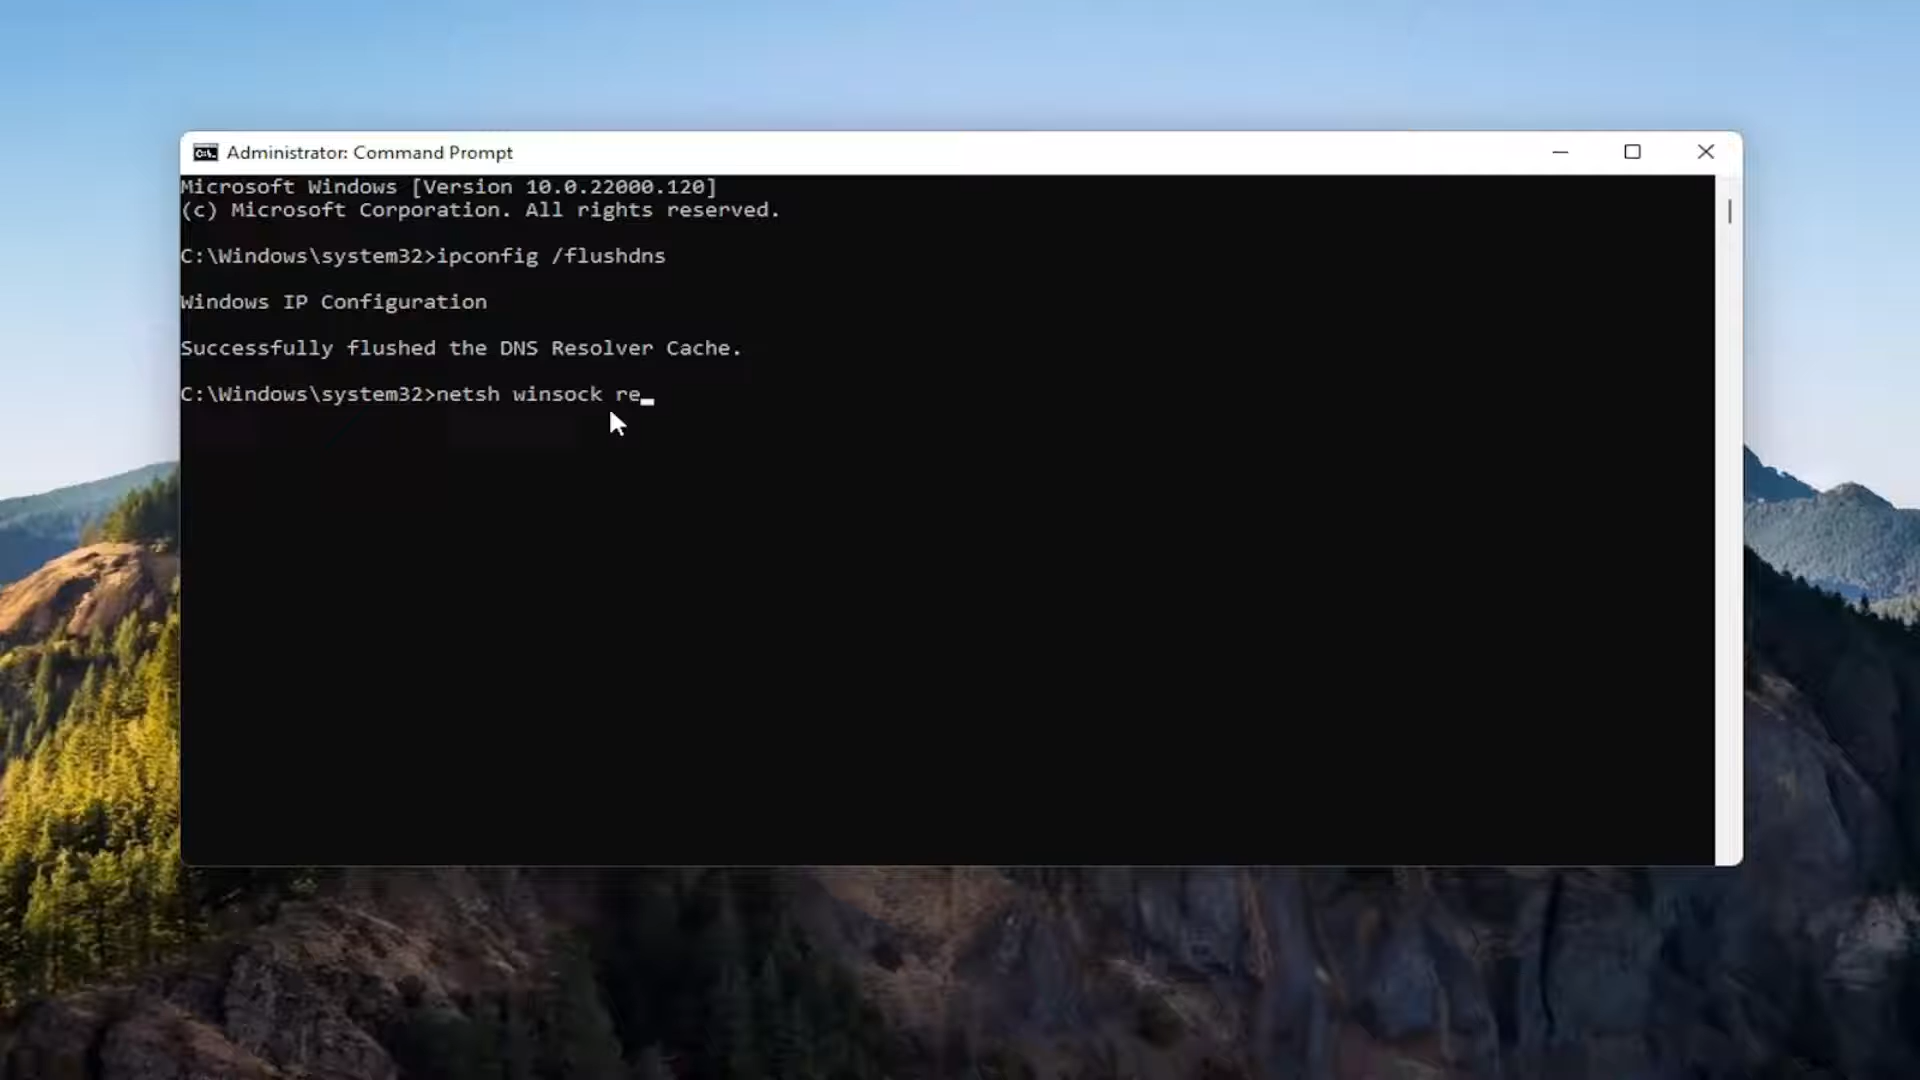 Administrator: Command Prompt
Microsoft Windows [Version 10.0.22000.120]
(c) Microsoft Corporation. All rights reserved.
C:\Windows\system32>ipconfig /flushdns
Windows IP Configuration
Successfully flushed the DNS Resolver Cache.
C:\Windows\system32>netsh winsock re